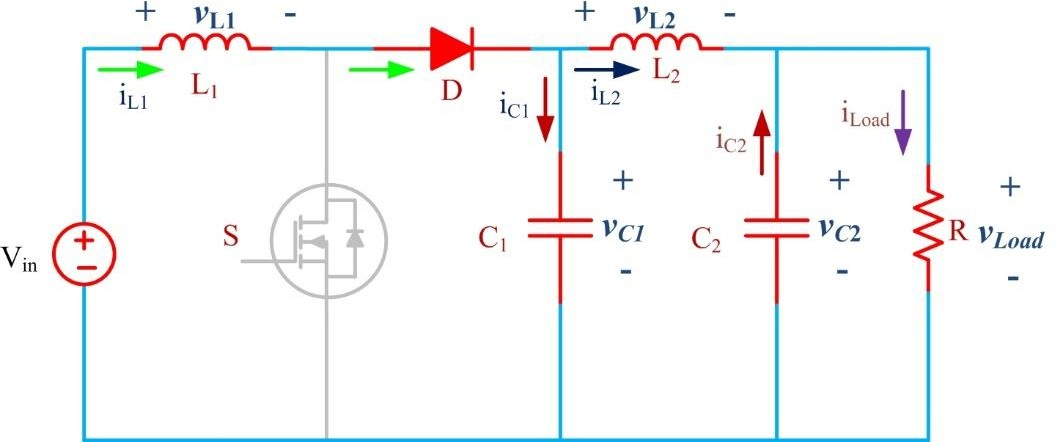 + vL1 - + vL2 -
iL1 L1 D iC1 iL2 L2 iLoad
iC2
Vin + - S C1 + vC1 - C2 + vC2 - R + vLoad -